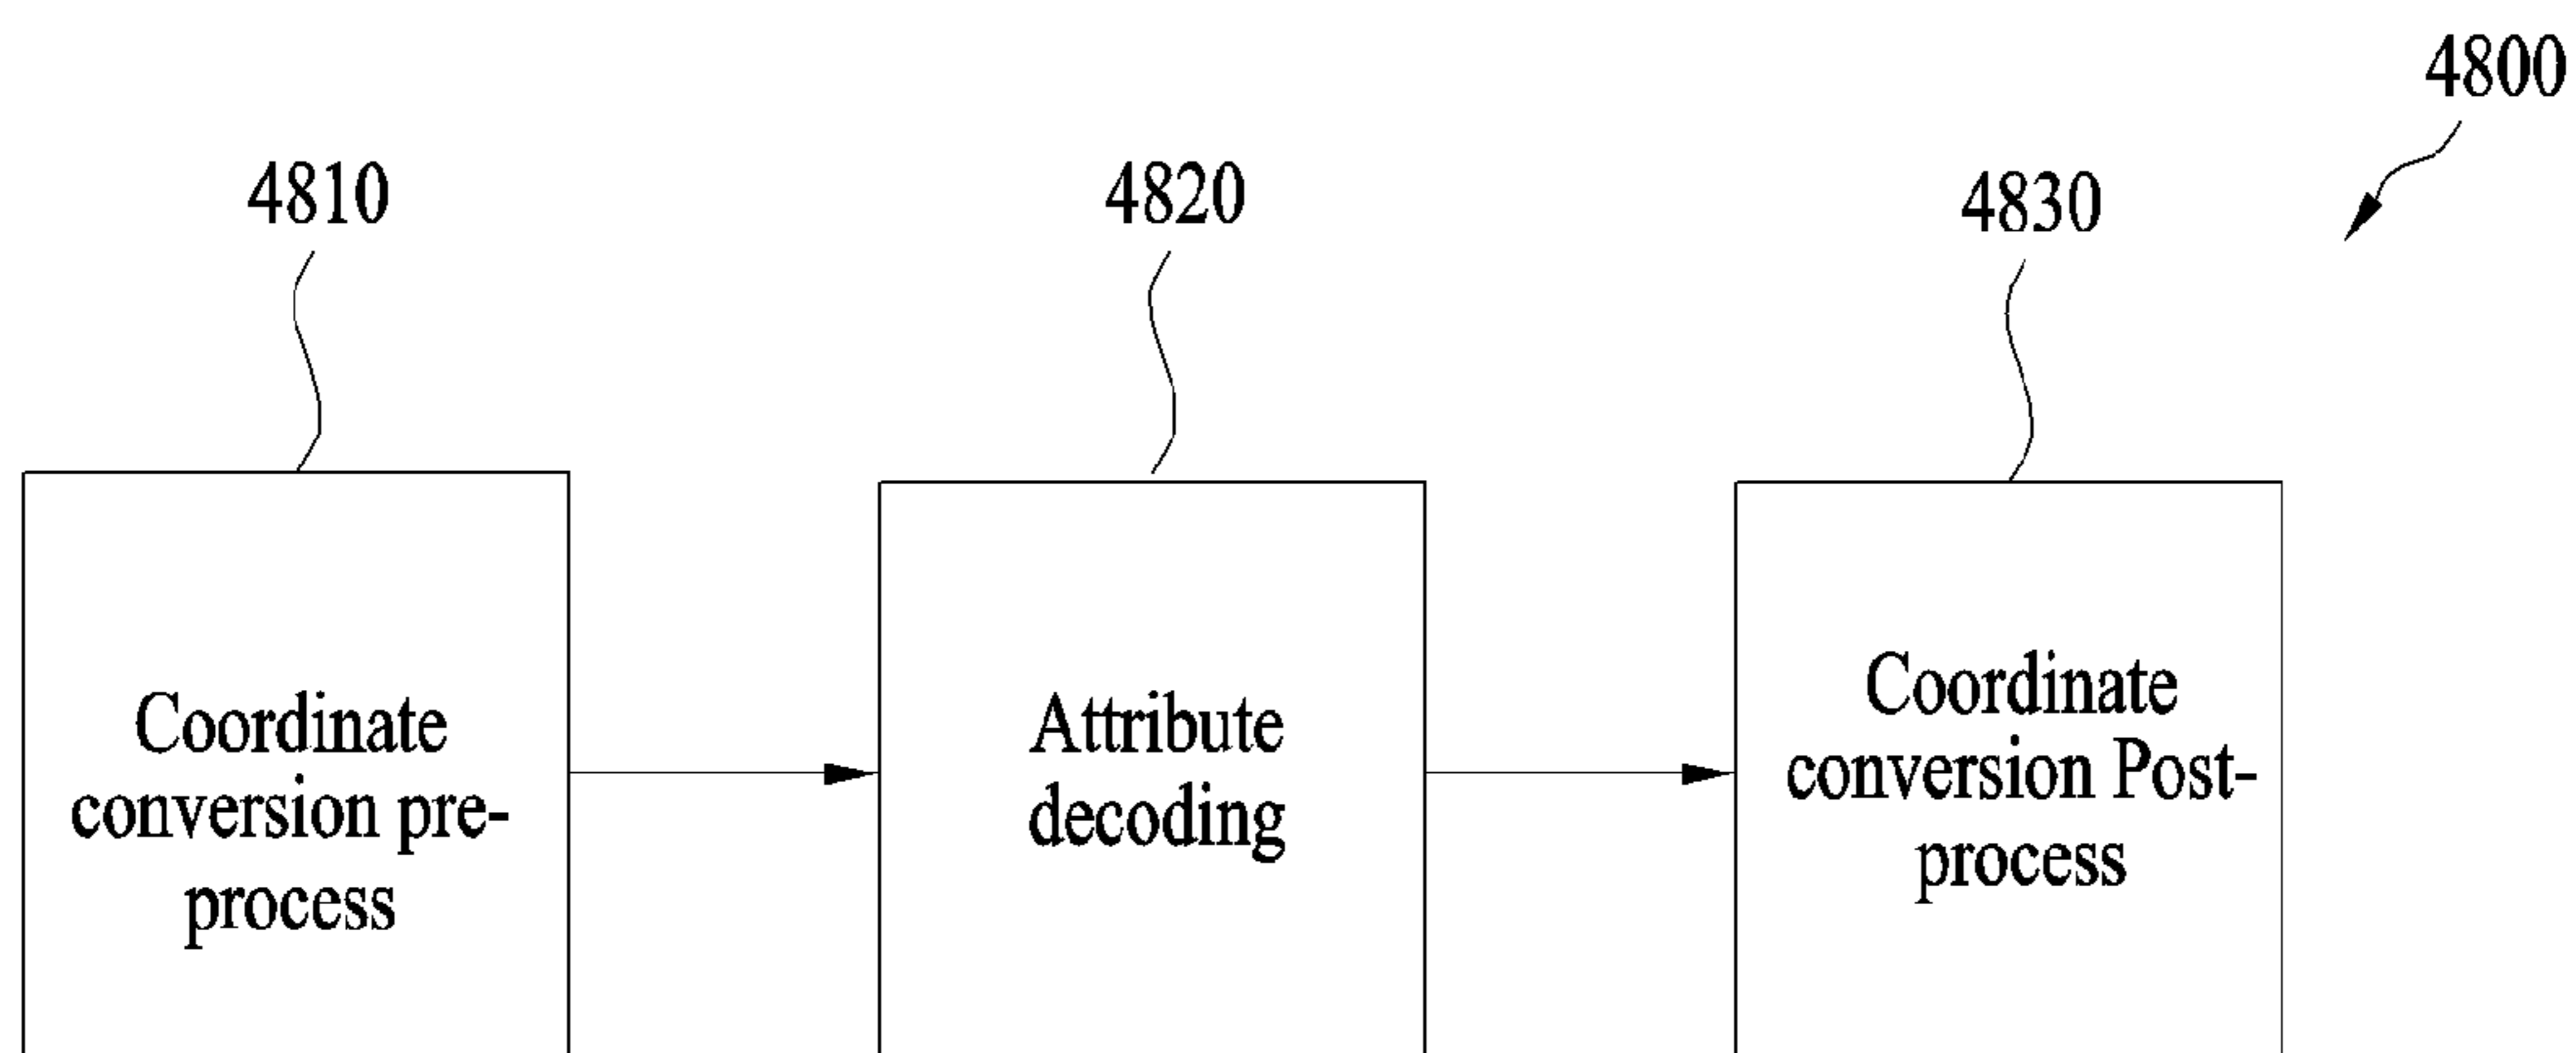 4800
4810
4820
4830
Coordinate
conversion pre-
process
Attribute
decoding
Coordinate
conversion Post-
process